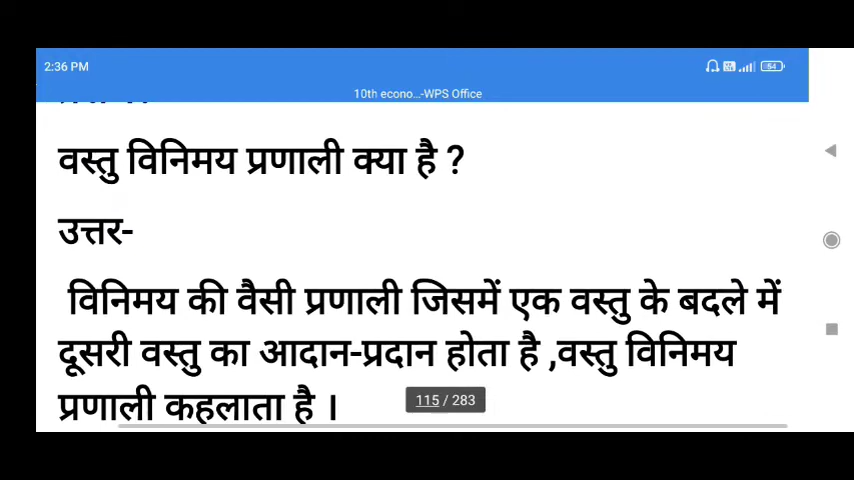 2:36 PM
54
10th econo...-WPS Office
वस्तु विनिमय प्रणाली क्या है ?
उत्तर-
विनिमय की वैसी प्रणाली जिसमें एक वस्तु के बदले में
दूसरी वस्तु का आदान-प्रदान होता है ,वस्तु विनिमय
प्रणाली कहलाता है ।
115 / 283